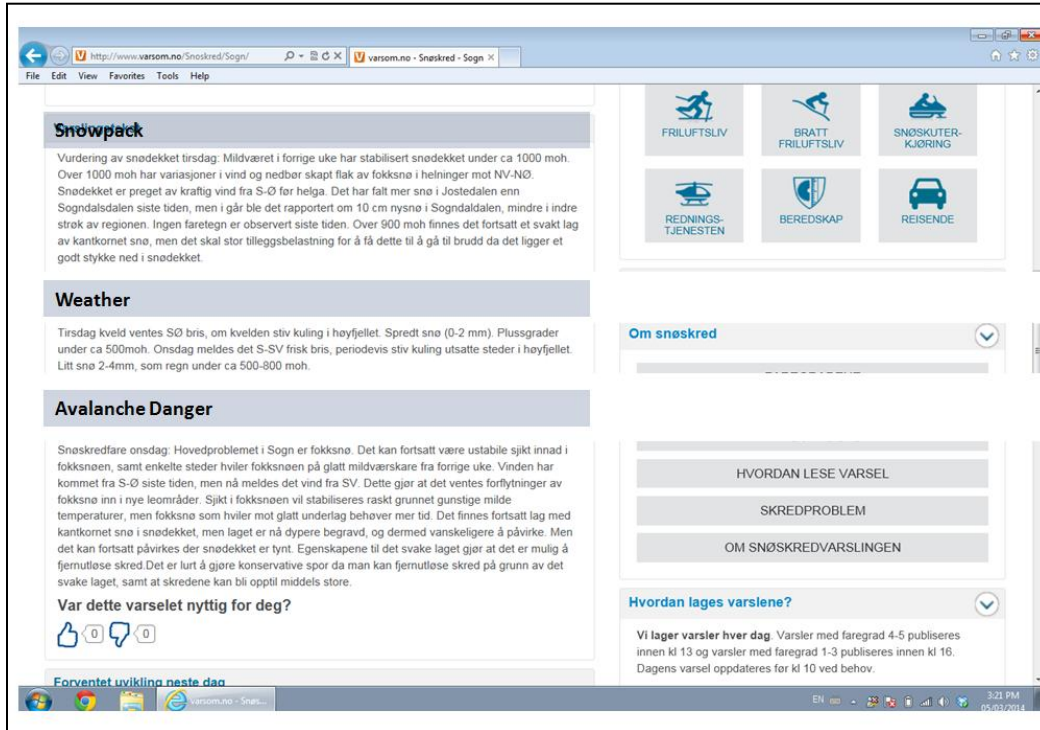 http://www.varsom.no/Snoskred/Sogn/
varsom.no - Snøskred - Sogn
File Edit View Favorites Tools Help
Snowpack
Vurdering av snødekket tirsdag: Mildværet i forrige uke har stabilisert snødekket under ca 1000 moh.
Over 1000 moh har variasjoner i vind og nedbør skapt flak av fokksnø i helninger mot NV-NØ.
Snødekket er preget av kraftig vind fra S-Ø før helga. Det har falt mer snø i Jostedalen enn
Sogndalsdalen siste tiden, men i går ble det rapportert om 10 cm nysnø i Sogndaldalen, mindre i indre
strøk av regionen. Ingen faretegn er observert siste tiden. Over 900 moh finnes det fortsatt et svakt lag
av kantkornet snø, men det skal stor tilleggsbelastning for å få dette til å gå til brudd da det ligger et
godt stykke ned i snødekket.
Weather
Tirsdag kveld ventes SØ bris, om kvelden stiv kuling i høyfjellet. Spredt snø (0-2 mm). Plussgrader
under ca 500moh. Onsdag meldes det S-SV frisk bris, periodevis stiv kuling utsatte steder i høyfjellet.
Litt snø 2-4mm, som regn under ca 500-800 moh.
Avalanche Danger
Snøskredfare onsdag: Hovedproblemet i Sogn er fokksnø. Det kan fortsatt være ustabile sjikt innad i
fokksnøen, samt enkelte steder hviler fokksnøen på glatt mildværskare fra forrige uke. Vinden har
kommet fra S-Ø siste tiden, men nå meldes det vind fra SV. Dette gjør at det ventes forflytninger av
fokksnø inn i nye leområder. Sjikt i fokksnøen vil stabiliseres raskt grunnet gunstige milde
temperaturer, men fokksnø som hviler mot glatt underlag behøver mer tid. Det finnes fortsatt lag med
kantkornet snø i snødekket, men laget er nå dypere begravd, og dermed vanskeligere å påvirke. Men
det kan fortsatt påvirkes der snødekket er tynt. Egenskapene til det svake laget gjør at det er mulig å
fjernutløse skred.Det er lurt å gjøre konservative spor da man kan fjernutløse skred på grunn av det
svake laget, samt at skredene kan bli opptil middels store.
Var dette varselet nyttig for deg?
0 0
Forventet uvikling neste dag
FRILUFTSLIV
BRATT
FRILUFTSLIV
SNØSKUTER-
KJØRING
REDNINGS-
TJENESTEN
BEREDSKAP
REISENDE
Om snøskred
HVORDAN LESE VARSEL
SKREDPROBLEM
OM SNØSKREDVARSLINGEN
Hvordan lages varslene?
Vi lager varsler hver dag. Varsler med faregrad 4-5 publiseres
innen kl 13 og varsler med faregrad 1-3 publiseres innen kl 16.
Dagens varsel oppdateres før kl 10 ved behov.
varsom.no - Snøs...
EN
3:21 PM
05/03/2014